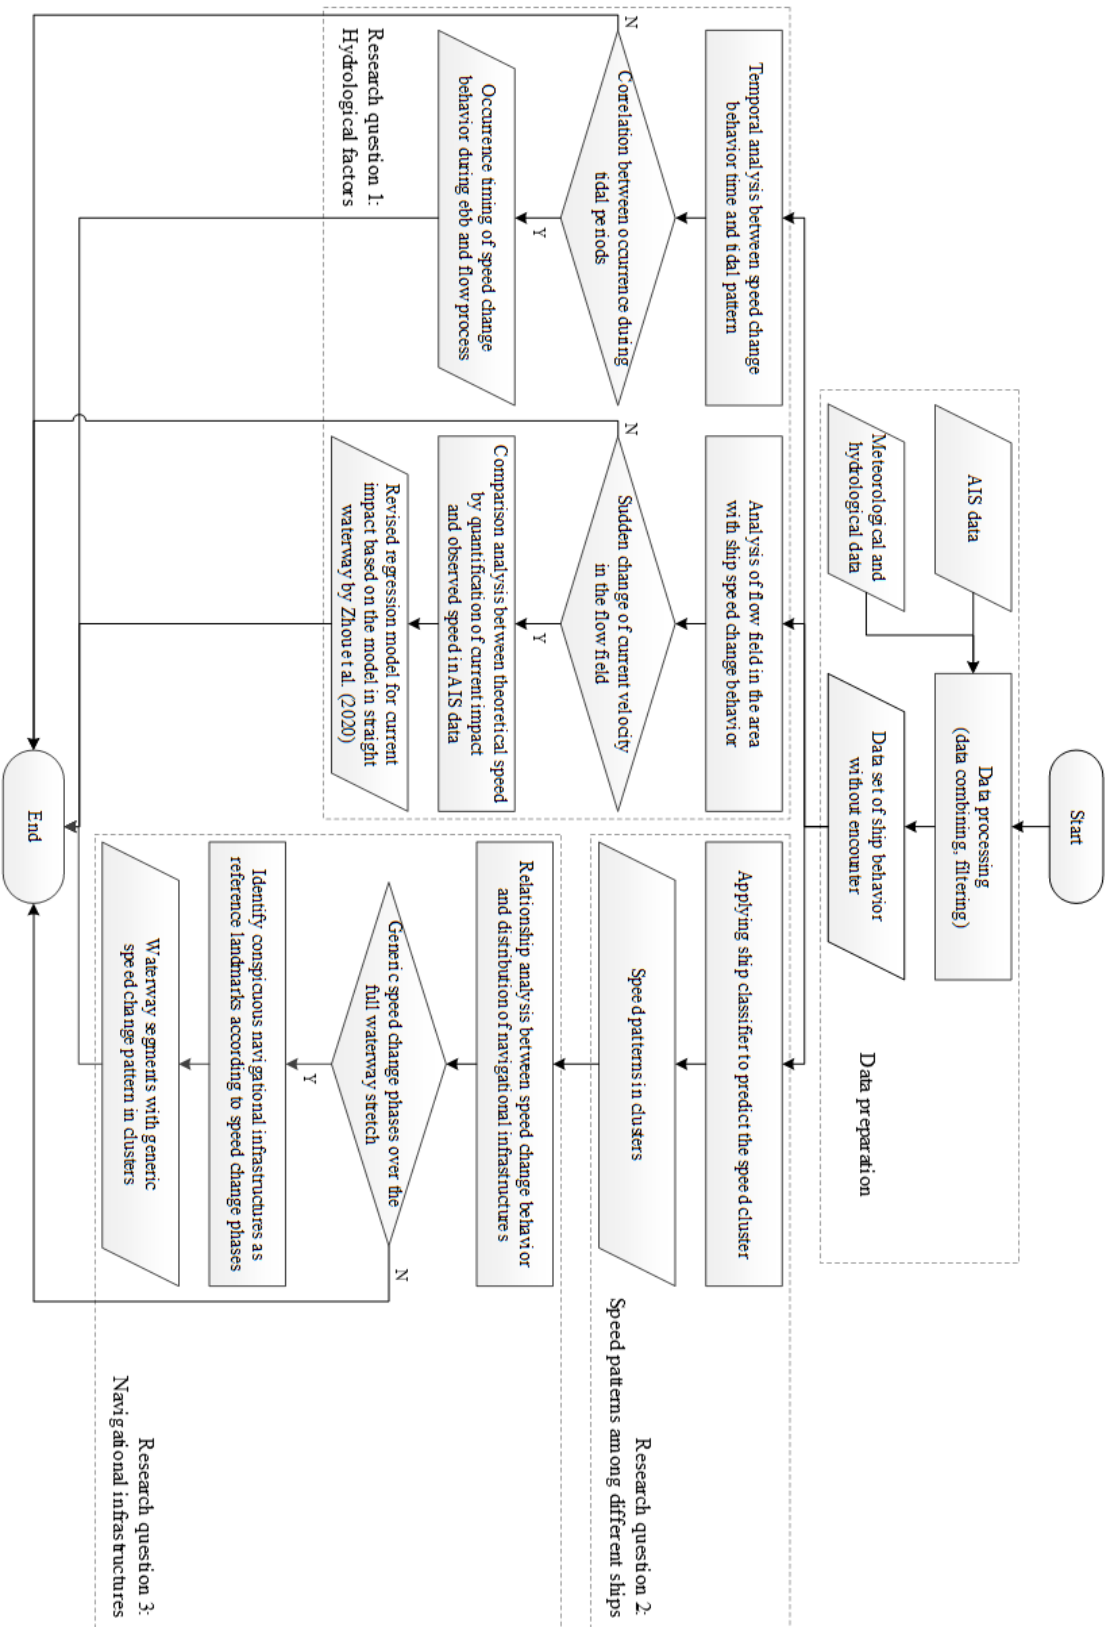 Start
AIS data
Meteorological and
hydrological data
Data processing
(data combining, filtering)
Data set of ship behavior
without encounter
Data preparation
Temporal analysis between speed change
behavior time and tidal pattern
N
Correlation between occurrence during
tidal periods
Y
Occurrence timing of speed change
behavior during ebb and flow process
Research question 1:
Hydrological factors
Analysis of flow field in the area
with ship speed change behavior
N
Sudden change of current velocity
in the flow field
Y
Comparison analysis between theoretical speed
by quantification of current impact
and observed speed in AIS data
Revised regression model for current
impact based on the model in straight
waterway by Zhou et al. (2020)
Applying ship classifier to predict the speed cluster
Speed patterns in clusters
Research question 2:
Speed patterns among different ships
Relationship analysis between speed change behavior
and distribution of navigational infrastructures
Generic speed change phases over the
full waterway stretch
N
Y
Identify conspicuous navigational infrastructures as
reference landmarks according to speed change phases
Waterway segments with generic
speed change pattern in clusters
Research question 3:
Navigational infrastructures
End